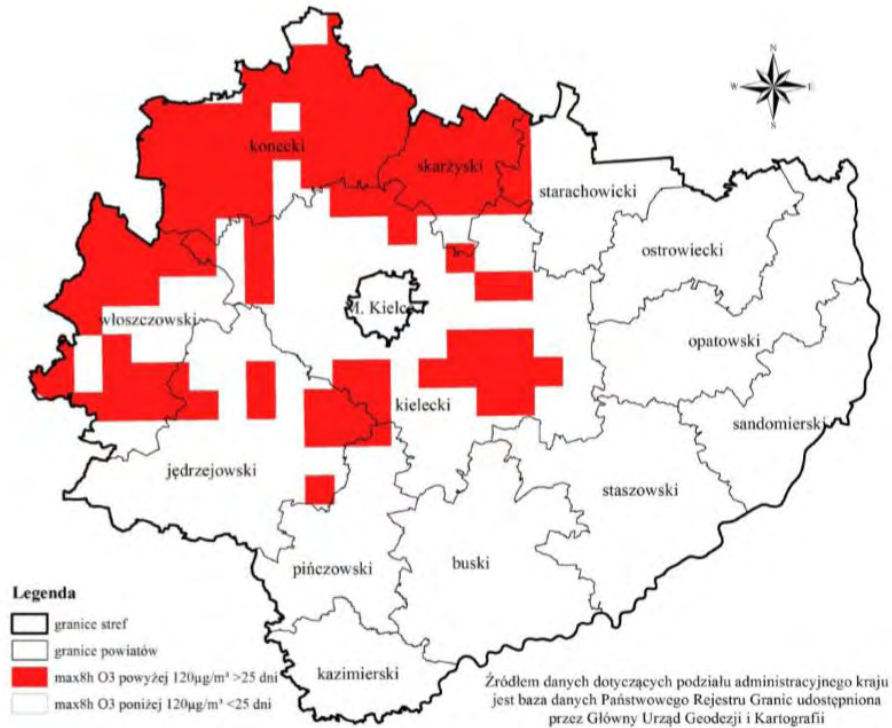 N
W
E
S
konecki
skarżyski
starachowicki
ostrowiecki
M. Kielce
włoszczowski
opatowski
kielecki
sandomierski
jędrzejowski
staszowski
pińczowski
buski
kazimierski
Legenda
granice stref
granice powiatów
max8h O3 powyżej 120µg/m³ >25 dni
max8h O3 poniżej 120µg/m³ <25 dni
Źródłem danych dotyczących podziału administracyjnego kraju
jest baza danych Państwowego Rejestru Granic udostępniona
przez Główny Urząd Geodezji i Kartografii